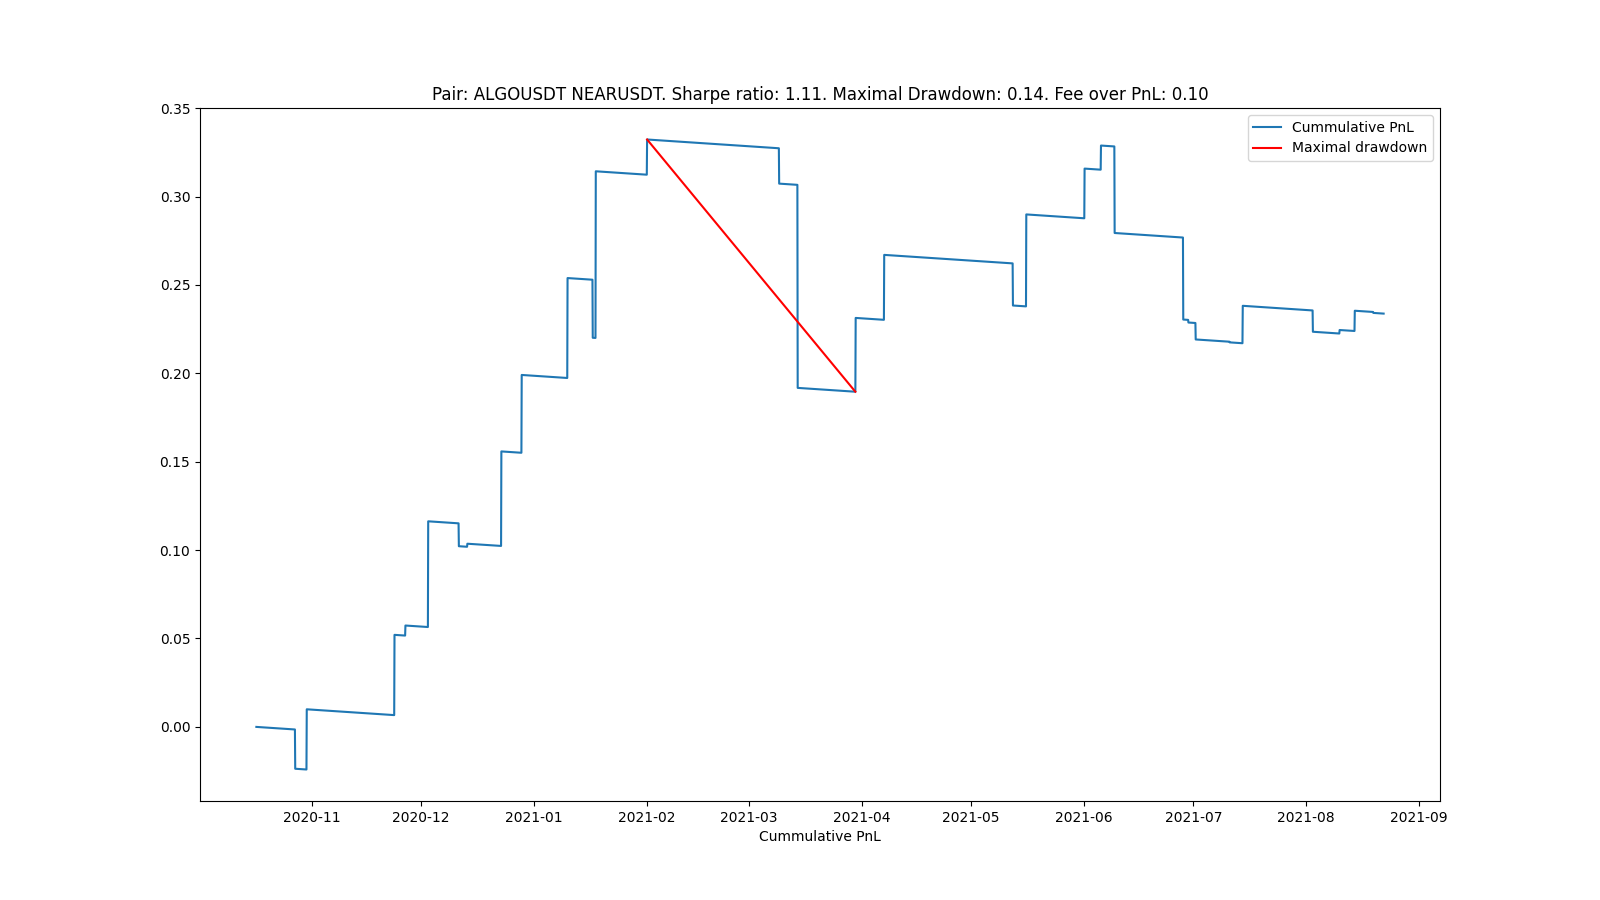 Pair: ALGOUSDT NEARUSDT. Sharpe ratio: 1.11. Maximal Drawdown: 0.14. Fee over PnL: 0.10
Cummulative PnL
Maximal drawdown
0.35
0.30
0.25
0.20
0.15
0.10
0.05
0.00
2020-11 2020-12 2021-01 2021-02 2021-03 2021-04 2021-05 2021-06 2021-07 2021-08 2021-09
Cummulative PnL